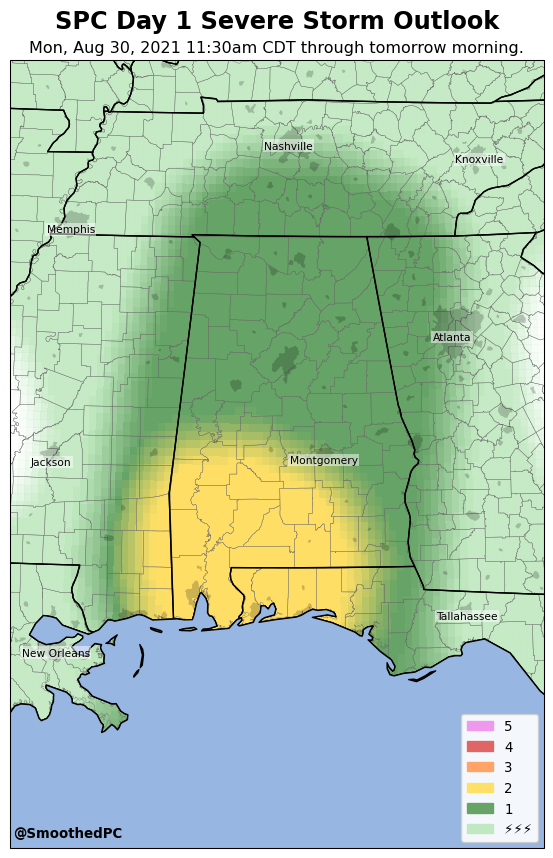 SPC Day 1 Severe Storm Outlook
Mon, Aug 30, 2021 11:30am CDT through tomorrow morning.
Nashville
Knoxville
Memphis
Atlanta
Jackson
Montgomery
Tallahassee
New Orleans
5
4
3
2
1
⚡⚡⚡
@SmoothedPC